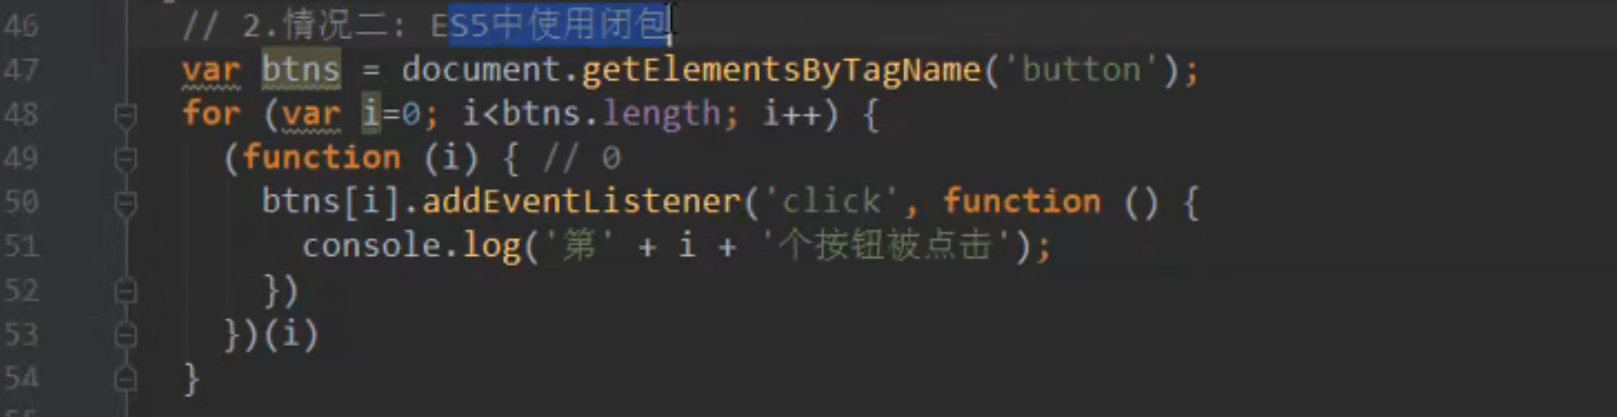 46 // 2.情况二: ES5中使用闭包
47 var btns = document.getElementsByTagName('button');
48 for (var i=0; i<btns.length; i++) {
49 (function (i) { // 0
50 btns[i].addEventListener('click', function () {
51 console.log('第' + i + '个按钮被点击');
52 })
53 })(i)
54 }